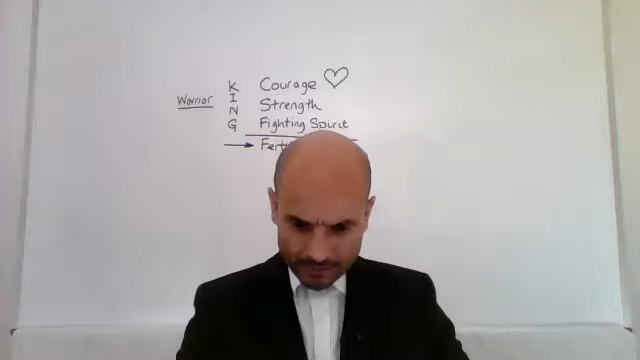 K Courage
Warrior I Strength
N
G Fighting Spirit